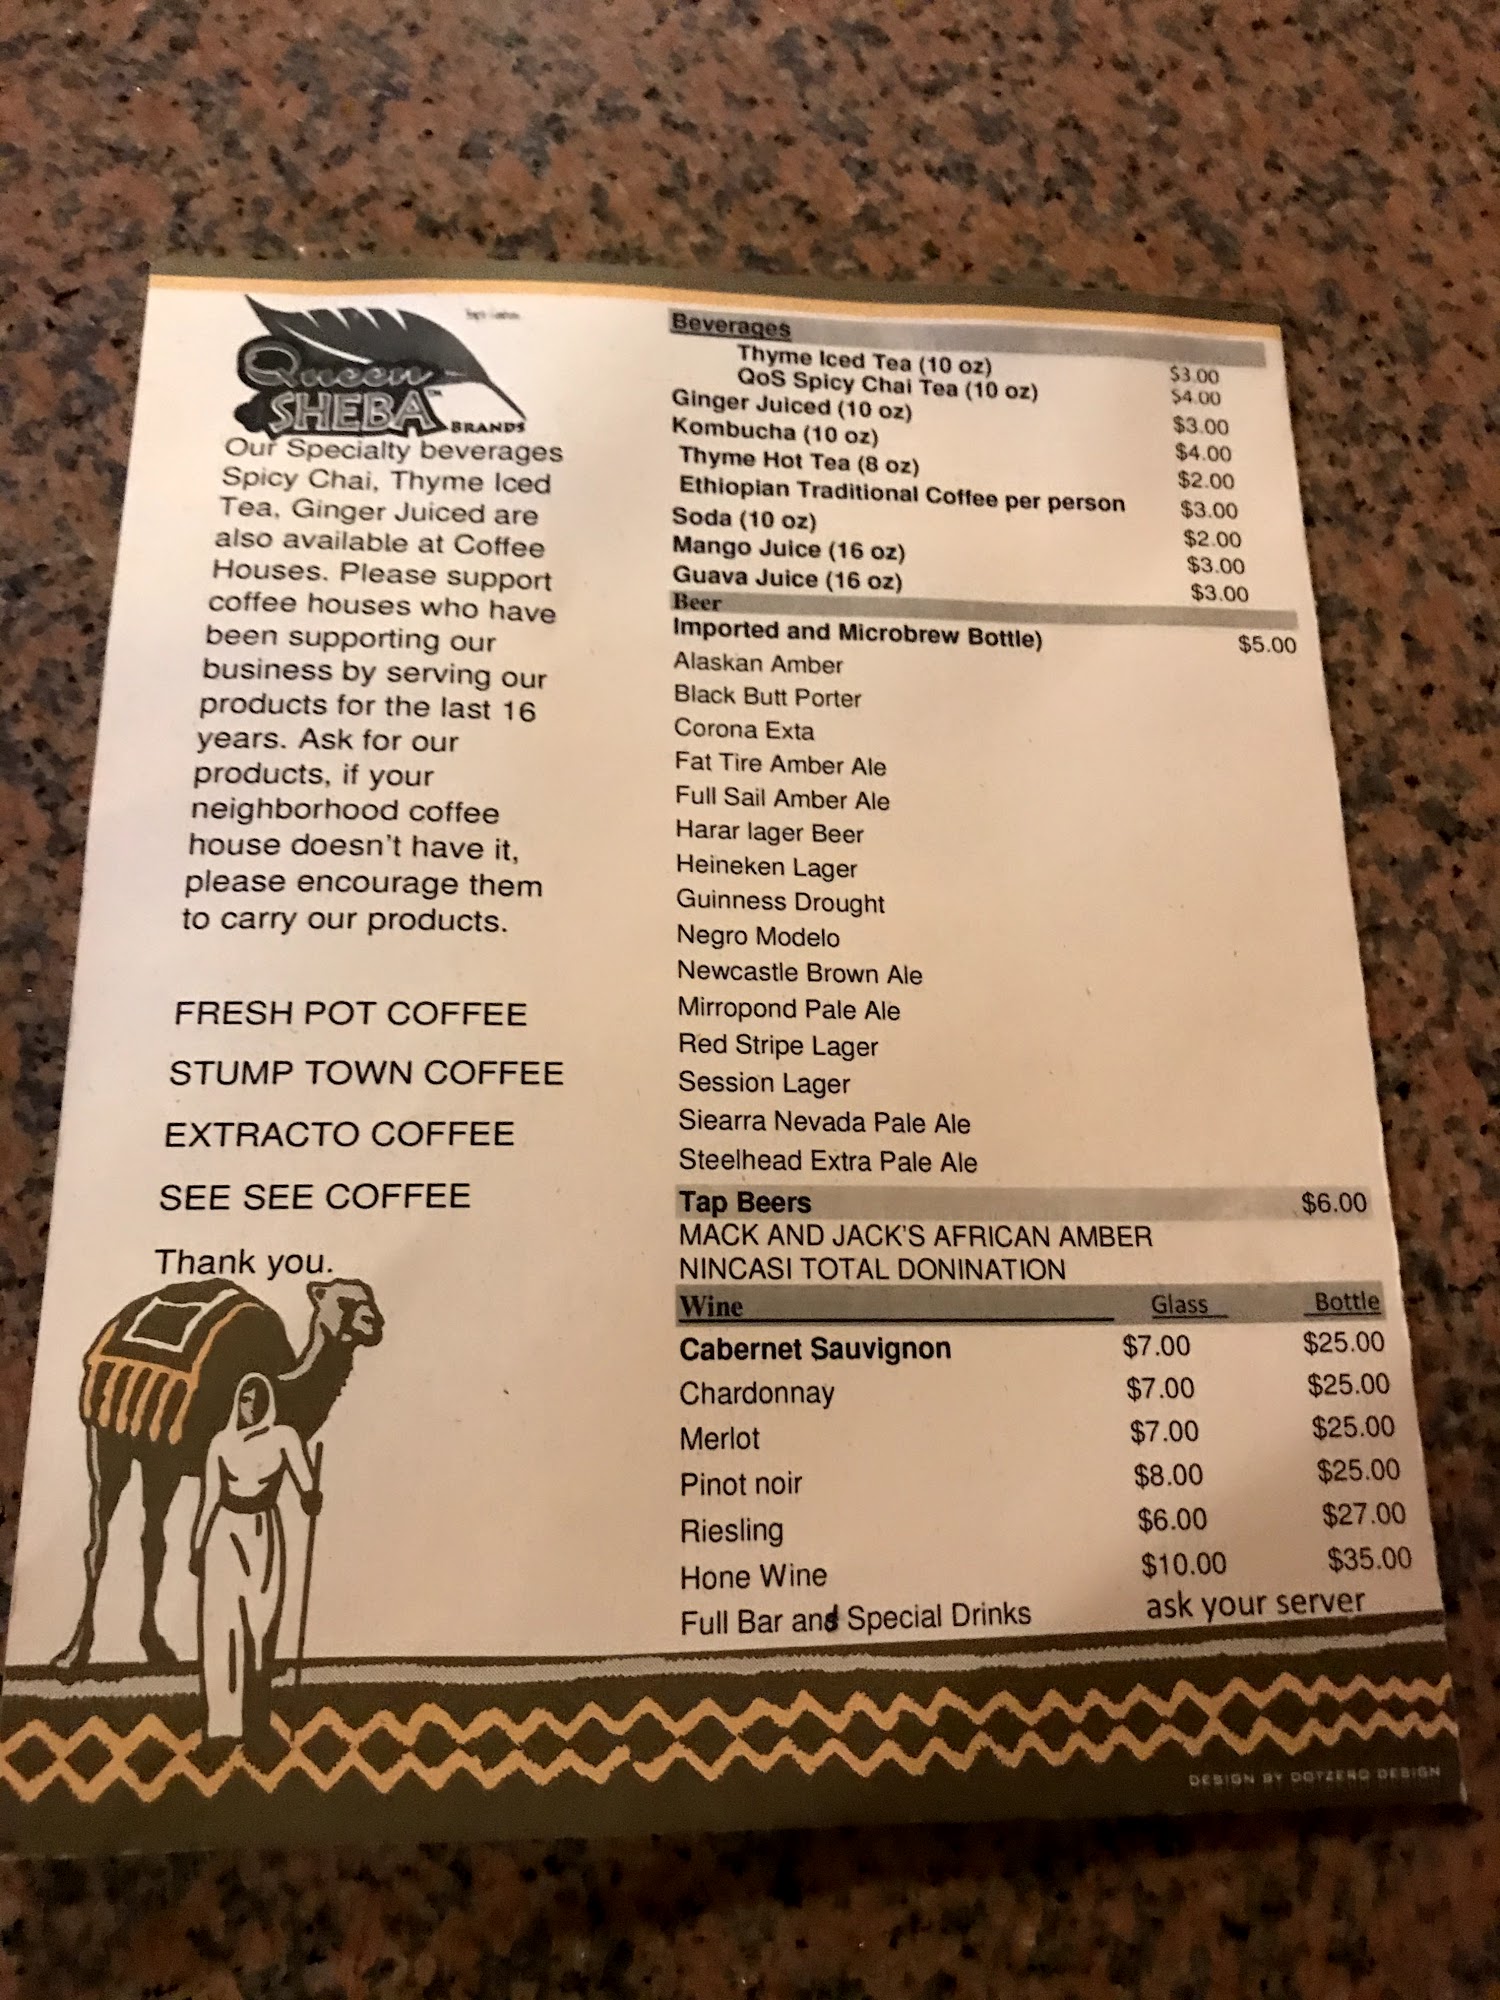 Queen
SHEBA™ BRANDS
Our Specialty beverages
Spicy Chai, Thyme Iced
Tea, Ginger Juiced are
also available at Coffee
Houses. Please support
coffee houses who have
been supporting our
business by serving our
products for the last 16
years. Ask for our
products, if your
neighborhood coffee
house doesn't have it,
please encourage them
to carry our products.
FRESH POT COFFEE
STUMP TOWN COFFEE
EXTRACTO COFFEE
SEE SEE COFFEE
Thank you.
Beverages
Thyme Iced Tea (10 oz) $3.00
QoS Spicy Chai Tea (10 oz) $4.00
Ginger Juiced (10 oz) $3.00
Kombucha (10 oz) $4.00
Thyme Hot Tea (8 oz) $2.00
Ethiopian Traditional Coffee per person $3.00
Soda (10 oz) $2.00
Mango Juice (16 oz) $3.00
Guava Juice (16 oz) $3.00
Beer
Imported and Microbrew Bottle) $5.00
Alaskan Amber
Black Butt Porter
Corona Exta
Fat Tire Amber Ale
Full Sail Amber Ale
Harar lager Beer
Heineken Lager
Guinness Drought
Negro Modelo
Newcastle Brown Ale
Mirropond Pale Ale
Red Stripe Lager
Session Lager
Siearra Nevada Pale Ale
Steelhead Extra Pale Ale
Tap Beers $6.00
MACK AND JACK'S AFRICAN AMBER
NINCASI TOTAL DONINATION
Wine Glass Bottle
Cabernet Sauvignon $7.00 $25.00
Chardonnay $7.00 $25.00
Merlot $7.00 $25.00
Pinot noir $8.00 $25.00
Riesling $6.00 $27.00
Hone Wine $10.00 $35.00
Full Bar and Special Drinks ask your server
DESIGN BY DOTZERO DESIGN